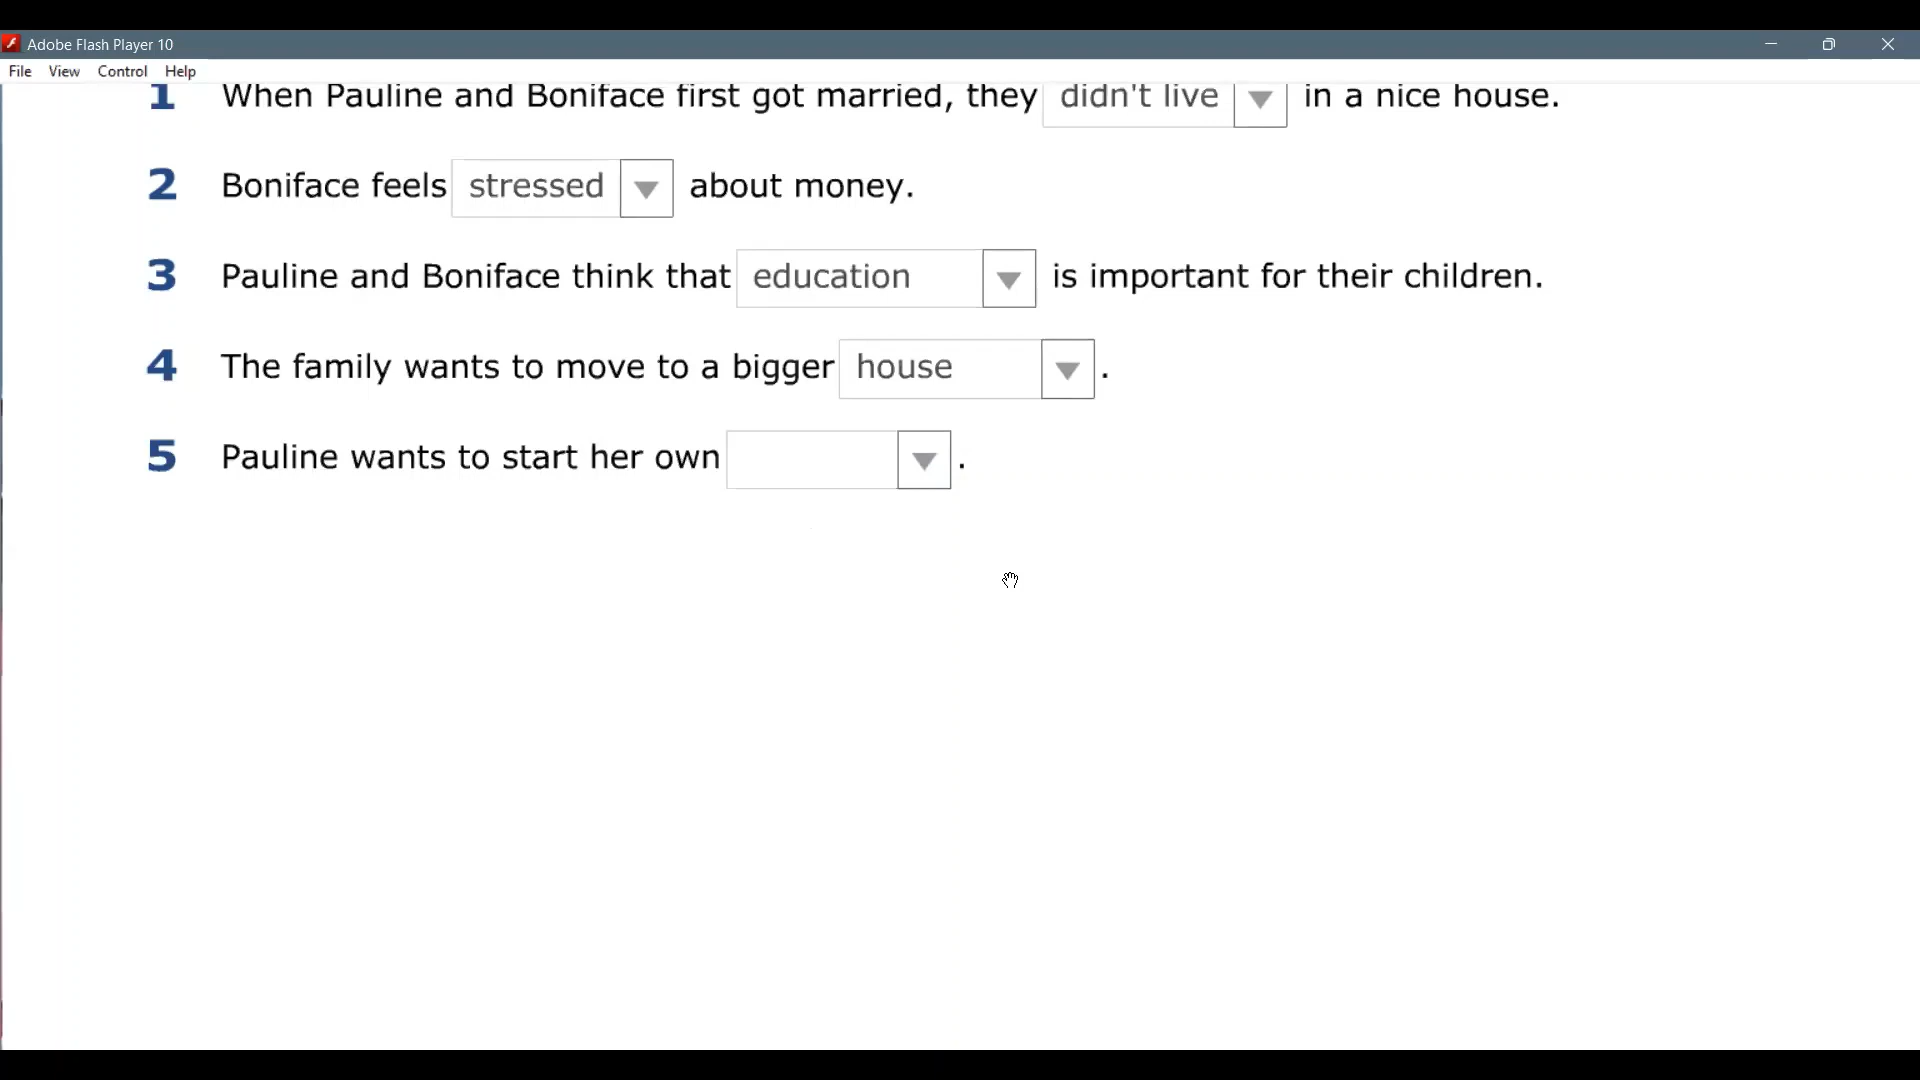 Adobe Flash Player 10
File View Control Help
1 When Pauline and Boniface first got married, they didn't live in a nice house.
2 Boniface feels stressed about money.
3 Pauline and Boniface think that education is important for their children.
4 The family wants to move to a bigger house .
5 Pauline wants to start her own .